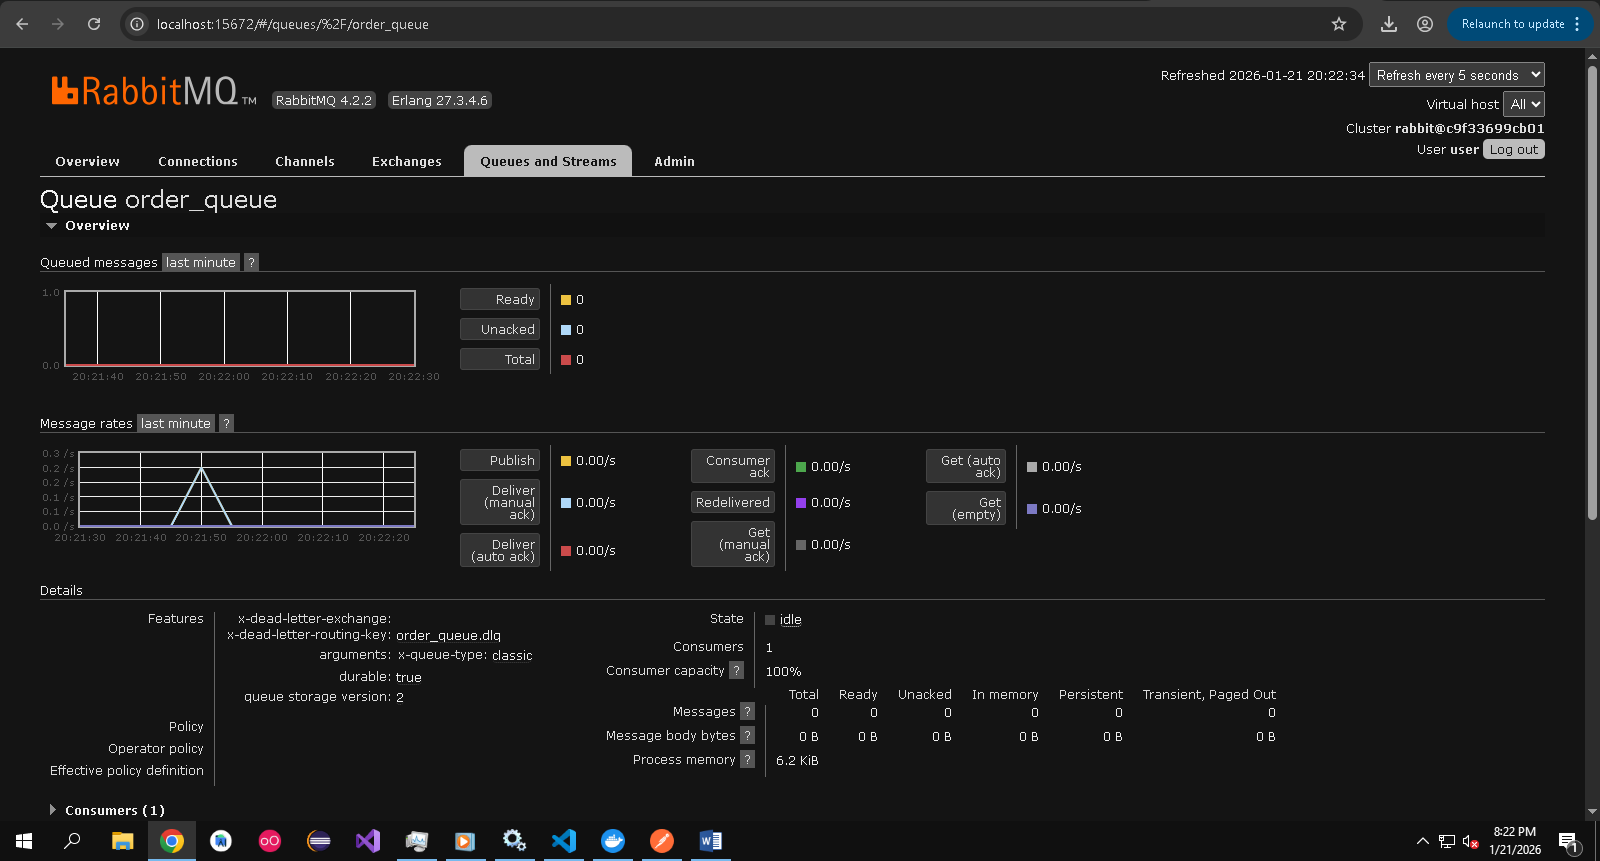 localhost:15672/#/queues/%2F/order_queue
Relaunch to update
RabbitMQ TM
RabbitMQ 4.2.2
Erlang 27.3.4.6
Refreshed 2026-01-21 20:22:34
Refresh every 5 seconds
Virtual host
All
Cluster rabbit@c9f33699cb01
User user
Log out
Overview
Connections
Channels
Exchanges
Queues and Streams
Admin
Queue order_queue
Overview
Queued messages last minute ?
1.0
0.0
20:21:40 20:21:50 20:22:00 20:22:10 20:22:20 20:22:30
Ready 0
Unacked 0
Total 0
Message rates last minute ?
0.3 /s
0.2 /s
0.2 /s
0.1 /s
0.1 /s
0.0 /s
20:21:30 20:21:40 20:21:50 20:22:00 20:22:10 20:22:20
Publish 0.00/s
Deliver (manual ack) 0.00/s
Deliver (auto ack) 0.00/s
Consumer ack 0.00/s
Redelivered 0.00/s
Get (manual ack) 0.00/s
Get (auto ack) 0.00/s
Get (empty) 0.00/s
Details
Features
x-dead-letter-exchange:
x-dead-letter-routing-key: order_queue.dlq
arguments: x-queue-type: classic
durable: true
queue storage version: 2
Policy
Operator policy
Effective policy definition
State idle
Consumers 1
Consumer capacity ? 100%
Total Ready Unacked In memory Persistent Transient, Paged Out
Messages ? 0 0 0 0 0 0
Message body bytes ? 0 B 0 B 0 B 0 B 0 B 0 B
Process memory ? 6.2 KiB
Consumers (1)
8:22 PM
1/21/2026
1